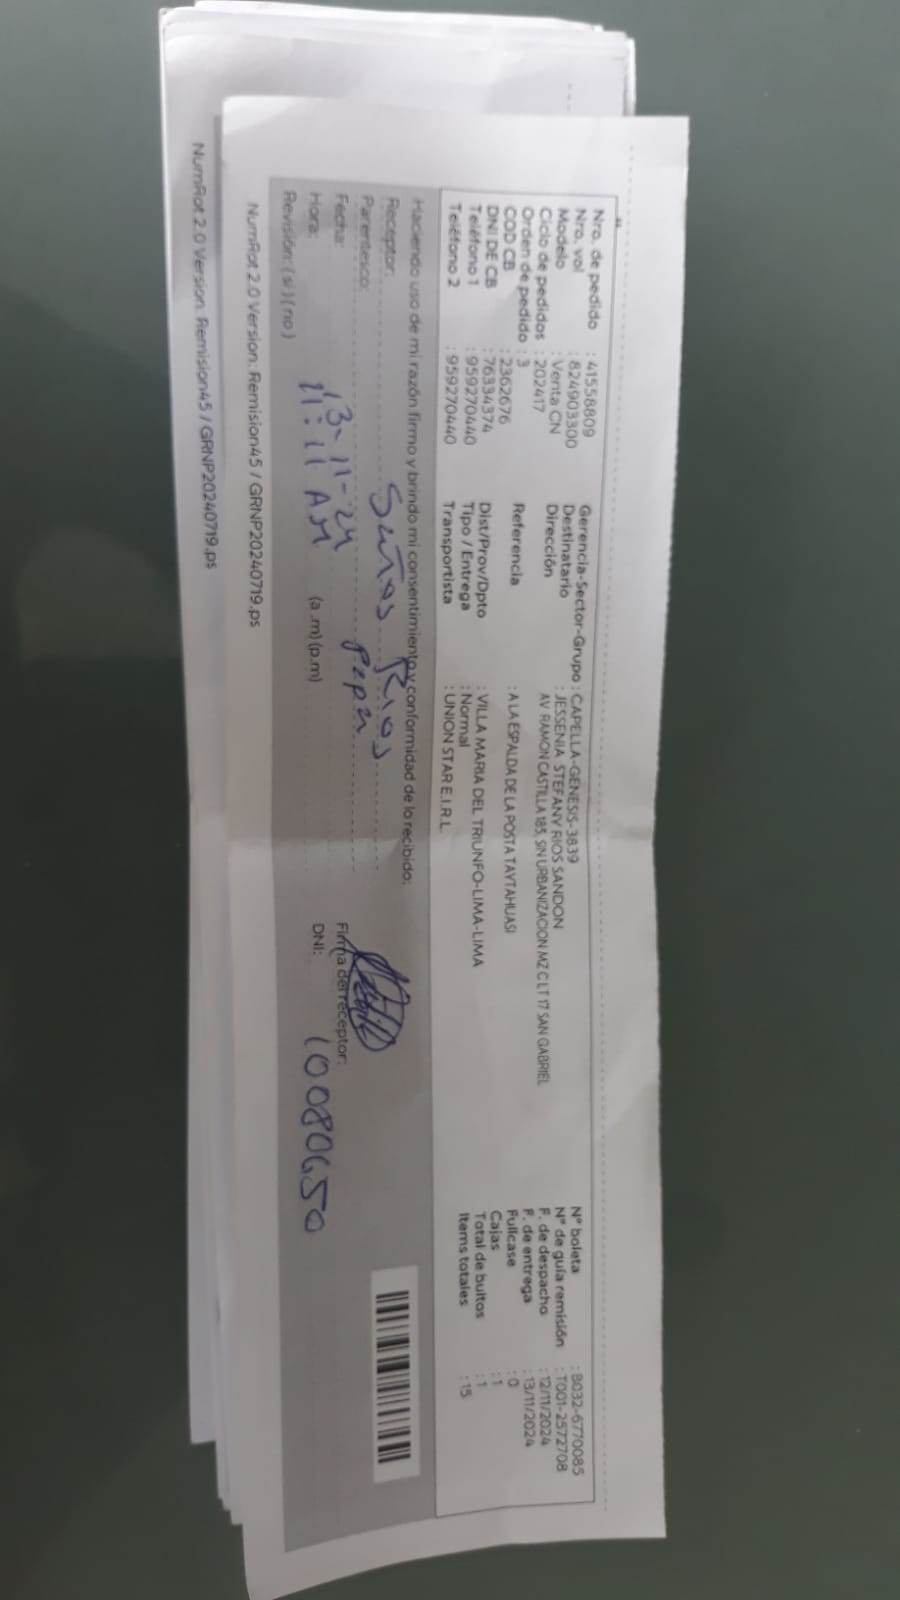 Nro. de pedido : 41558809
Nro. vol : 824903300
Modelo : Venta CN
Ciclo de pedidos : 202417
Orden de pedido : 3
COD CB : 2362676
DNI DE CB : 76334374
Teléfono 1 : 959270440
Teléfono 2 : 959270440
Gerencia-Sector-Grupo : CAPELLA-GENESIS-3839
Destinatario : JESSENIA STEFANY RIOS SANDON
Dirección AV RAMON CASTILLA 185, SIN URBANIZACION MZ C LT 17 SAN GABRIEL
Referencia : A LA ESPALDA DE LA POSTA TAYTAHUASI
Dist/Prov/Dpto : VILLA MARIA DEL TRIUNFO-LIMA-LIMA
Tipo / Entrega : Normal
Transportista : UNION STAR E.I.R.L.
N° boleta : B032-6770085
N° de guía remisión : T001-2572708
F. de despacho : 12/11/2024
F. de entrega : 13/11/2024
Fullcase : 0
Cajas : 1
Total de bultos : 1
Items totales : 15
Haciendo uso de mi razón firmo y brindo mi consentimiento y conformidad de lo recibido:
Receptor: Rios
Parentesco: Papa
Fecha: 13-11-24
Hora: 11:11 AM (a.m) (p.m)
Revisión: (si) (no)
Firma del receptor:
DNI: 10080650
NumRot 2.0 Version. Remision45 / GRNP20240719.ps
NumRot 2.0 Version. Remision45 / GRNP20240719.ps